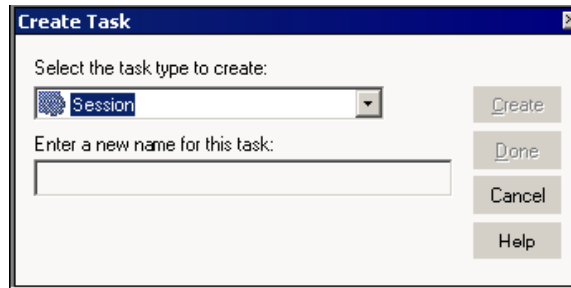 Create Task
Select the task type to create:
Session
Create
Enter a new name for this task:
Done
Cancel
Help